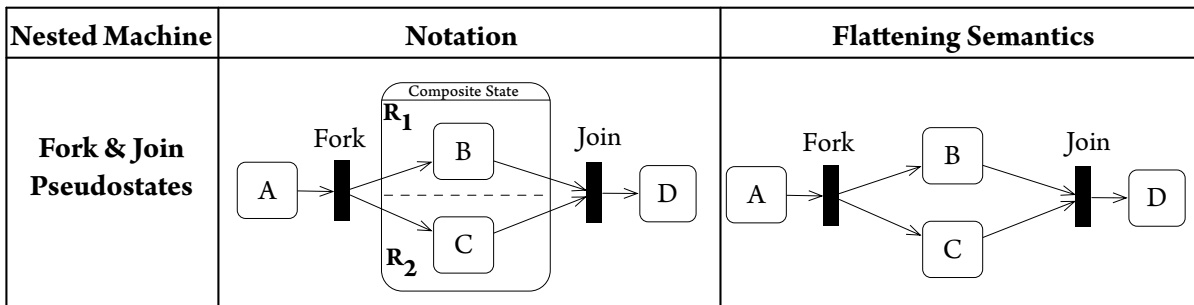 Nested Machine
Notation
Flattening Semantics
Fork & Join
Pseudostates
Composite State
R1
Fork
B
Join
A
D
C
R2
Fork
B
Join
A
D
C